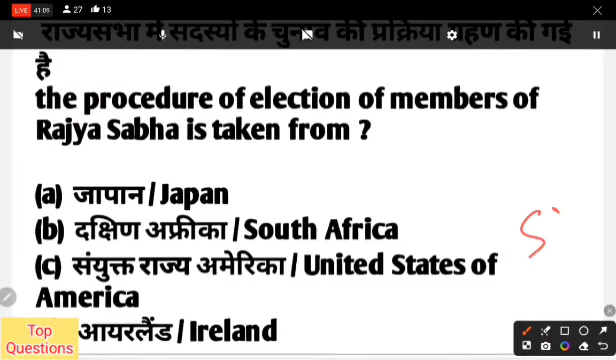 LIVE 41:09 27 13
राज्यसभा में सदस्यों के चुनाव की प्रक्रिया ग्रहण की गई
है
the procedure of election of members of
Rajya Sabha is taken from ?
(a) जापान / Japan
(b) दक्षिण अफ्रीका / South Africa
(c) संयुक्त राज्य अमेरिका / United States of
America
आयरलैंड / Ireland
Top
Questions